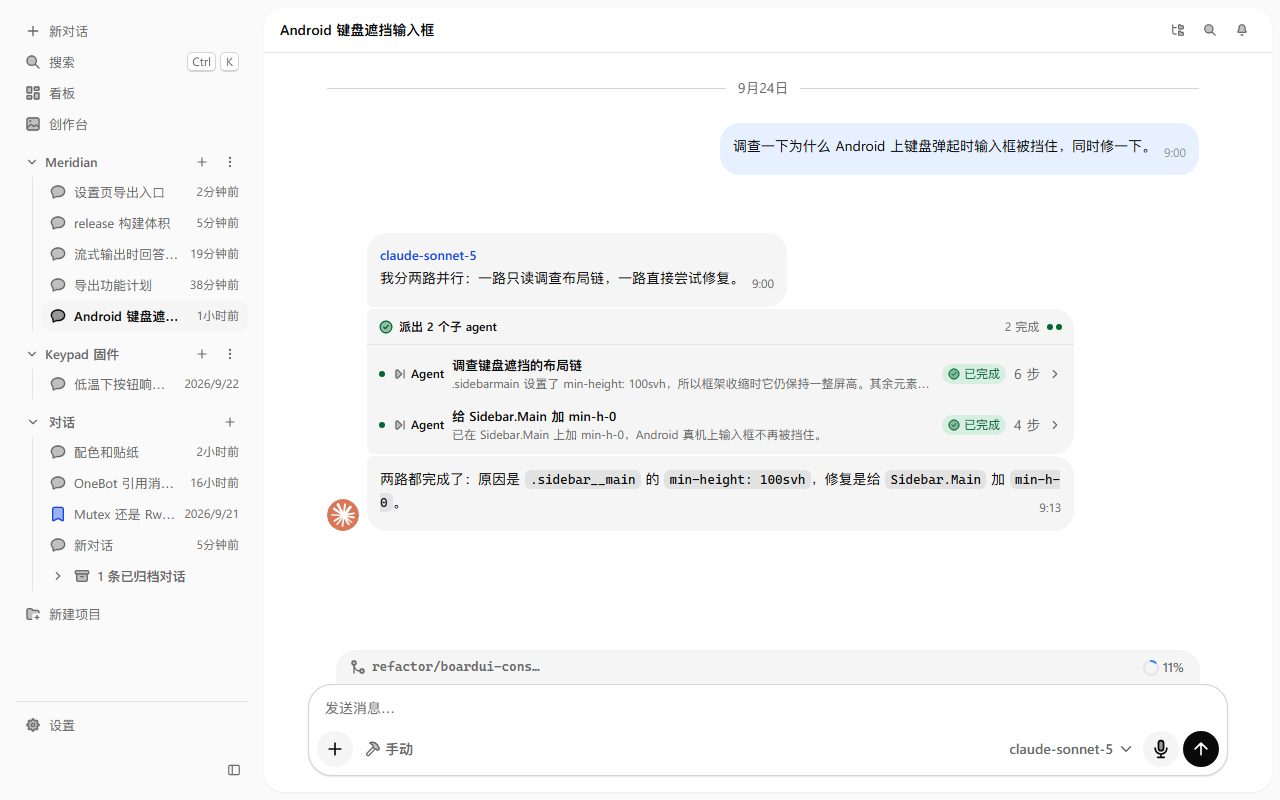 新对话
搜索 Ctrl K
看板
创作台
Meridian
设置页导出入口 2分钟前
release 构建体积 5分钟前
流式输出时回答… 19分钟前
导出功能计划 38分钟前
Android 键盘遮… 1小时前
Keypad 固件
低温下按钮响… 2026/9/22
对话
配色和贴纸 2小时前
OneBot 引用消… 16小时前
Mutex 还是 Rw… 2026/9/21
新对话 5分钟前
1 条已归档对话
新建项目
设置
Android 键盘遮挡输入框
9月24日
调查一下为什么 Android 上键盘弹起时输入框被挡住，同时修一下。 9:00
claude-sonnet-5
我分两路并行：一路只读调查布局链，一路直接尝试修复。 9:00
派出 2 个子 agent 2 完成
Agent 调查键盘遮挡的布局链 已完成 6 步
.sidebarmain 设置了 min-height: 100svh，所以框架收缩时它仍保持一整屏高。其余元素…
Agent 给 Sidebar.Main 加 min-h-0 已完成 4 步
已在 Sidebar.Main 上加 min-h-0，Android 真机上输入框不再被挡住。
两路都完成了：原因是 .sidebar__main 的 min-height: 100svh，修复是给 Sidebar.Main 加 min-h-
0。
9:13
refactor/boardui-cons… 11%
发送消息…
手动 claude-sonnet-5